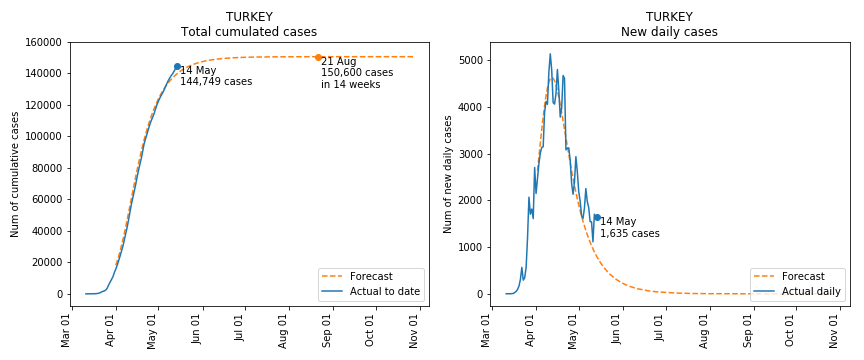 TURKEY
Total cumulated cases
Num of cumulative cases
160000
140000
120000
100000
80000
60000
40000
20000
0
14 May
144,749 cases
21 Aug
150,600 cases
in 14 weeks
Forecast
Actual to date
Mar 01
Apr 01
May 01
Jun 01
Jul 01
Aug 01
Sep 01
Oct 01
Nov 01
TURKEY
New daily cases
Num of new daily cases
5000
4000
3000
2000
1000
0
14 May
1,635 cases
Forecast
Actual daily
Mar 01
Apr 01
May 01
Jun 01
Jul 01
Aug 01
Sep 01
Oct 01
Nov 01